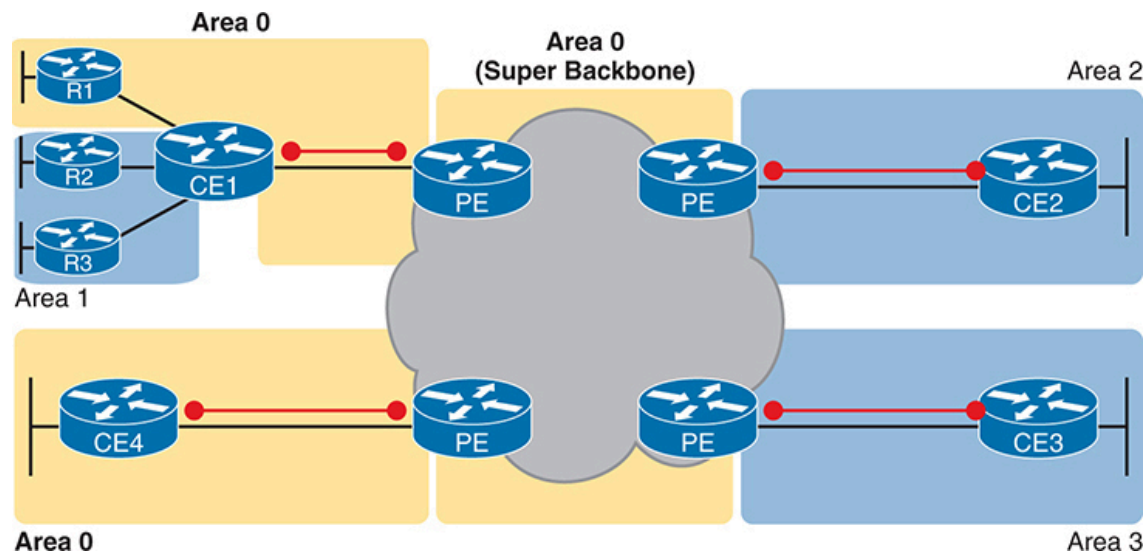 Area 0
Area 0
(Super Backbone)
Area 2
R1
R2
CE1
PE
PE
CE2
R3
Area 1
CE4
PE
PE
CE3
Area 0
Area 3